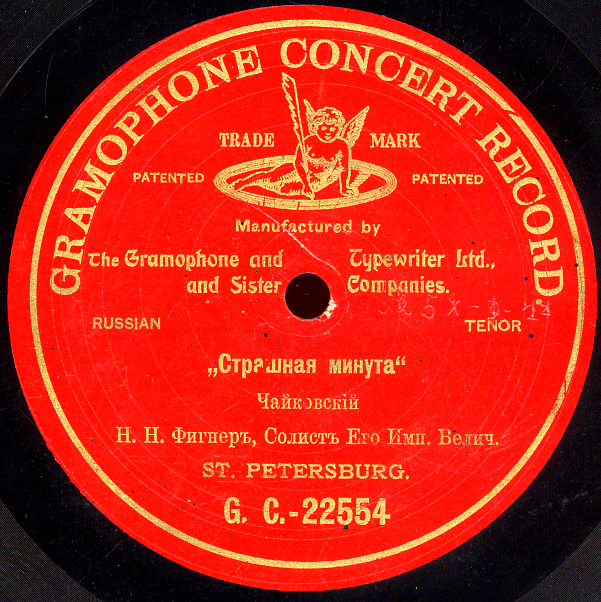 GRAMOPHONE CONCERT RECORD
TRADE MARK
PATENTED PATENTED
Manufactured by
The Gramophone and Typewriter Ltd.,
and Sister Companies.
RUSSIAN TENOR
„Страшная минута“
Чайковскій
Н. Н. Фигнеръ, Солистъ Его Имп. Велич.
ST. PETERSBURG.
G. C.-22554